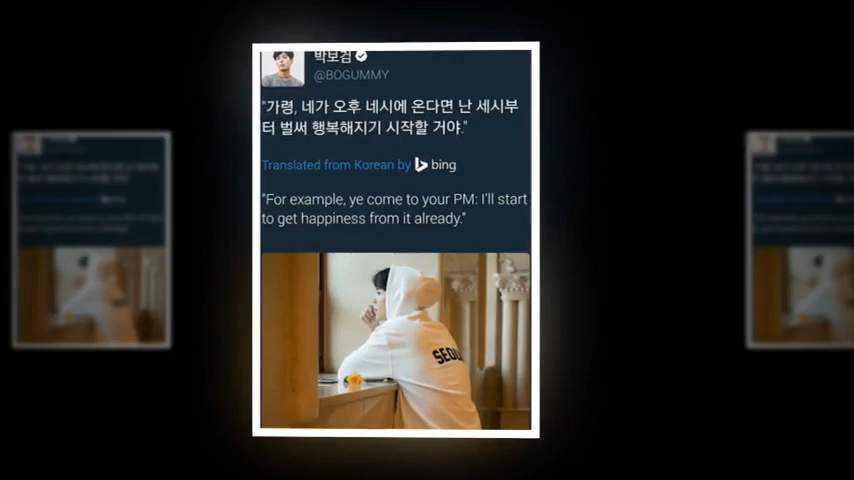 박보검
@BOGUMMY
"가령, 네가 오후 네시에 온다면 난 세시부
터 벌써 행복해지기 시작할 거야."
Translated from Korean by bing
"For example, ye come to your PM: I'll start
to get happiness from it already."
SEOUL